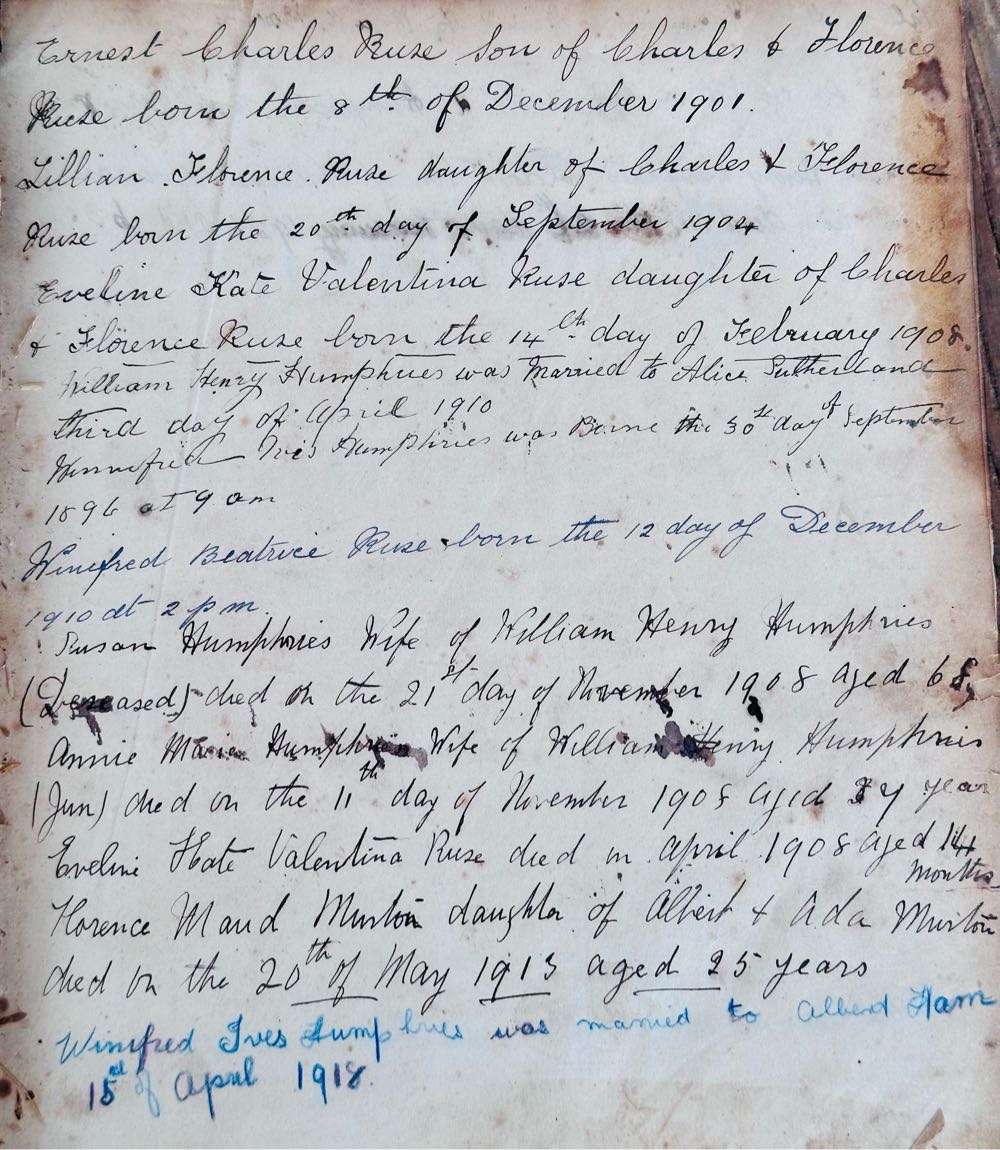 Ernest Charles Ruse Son of Charles & Florence
Ruse born the 8th of December 1901.
Lillian Florence Ruse daughter of Charles & Florence
Ruse born the 20th day of September 1904
Eveline Kate Valentina Ruse daughter of Charles
& Florence Ruse born the 14th day of February 1908.
William Henry Humphries was Married to Alice Sutherland
third day of April 1910
Winnifred Ives Humphries was Borne the 30st day of September
1896 at 9 am
Winifred Beatrice Ruse born the 12 day of December
1910 at 2 pm.
Susan Humphries Wife of William Henry Humphries
(Deceased) died on the 21st day of November 1908 aged 68,
Annie Maria Humphries Wife of William Henry Humphries
(Jun) died on the 11th day of November 1908 aged 37 year
Eveline Kate Valentina Ruse died in April 1908 aged 14
Months
Florence Maud Murton daughter of Albert & Ada Murton
died on the 20th of May 1913 aged 25 years
Winifred Ives Humphries was married to Albert Ham
15 of April 1918.